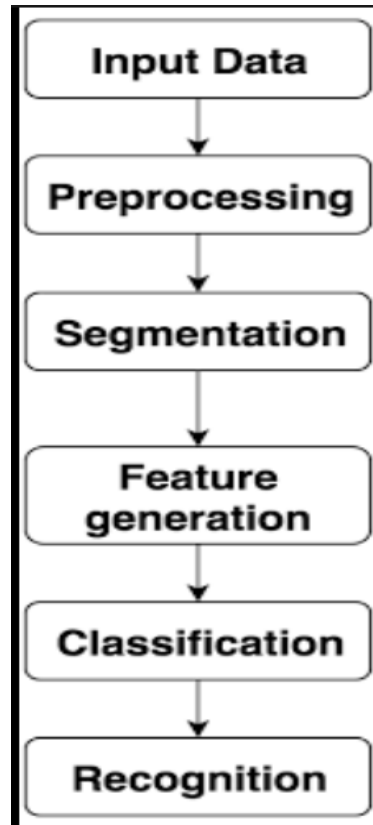 Input Data
Preprocessing
Segmentation
Feature
generation
Classification
Recognition